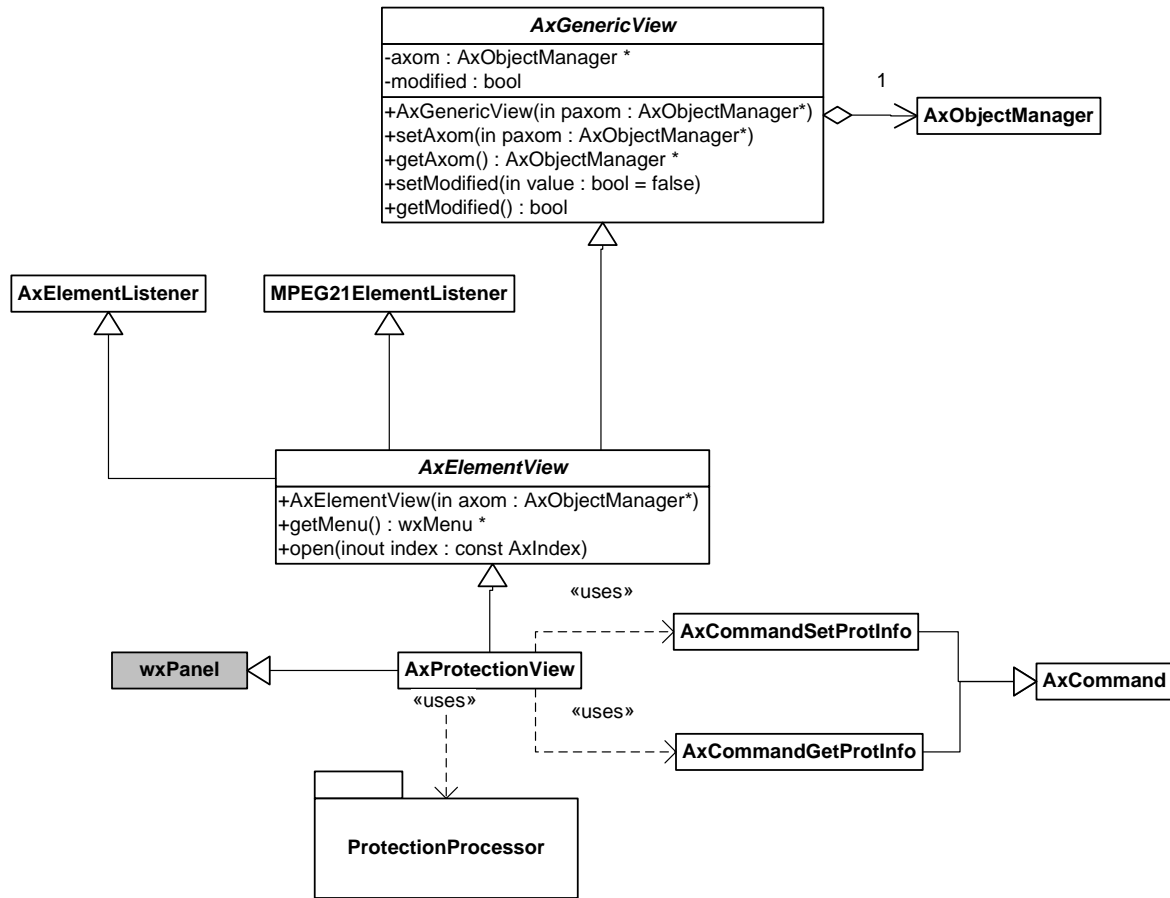 AxGenericView
-axom : AxObjectManager *
-modified : bool
+AxGenericView(in paxom : AxObjectManager*)
+setAxom(in paxom : AxObjectManager*)
+getAxom() : AxObjectManager *
+setModified(in value : bool = false)
+getModified() : bool
1
AxObjectManager
AxElementListener
MPEG21ElementListener
AxElementView
+AxElementView(in axom : AxObjectManager*)
+getMenu() : wxMenu *
+open(inout index : const AxIndex)
«uses»
AxCommandSetProtInfo
wxPanel
AxProtectionView
AxCommand
«uses»
«uses»
AxCommandGetProtInfo
ProtectionProcessor